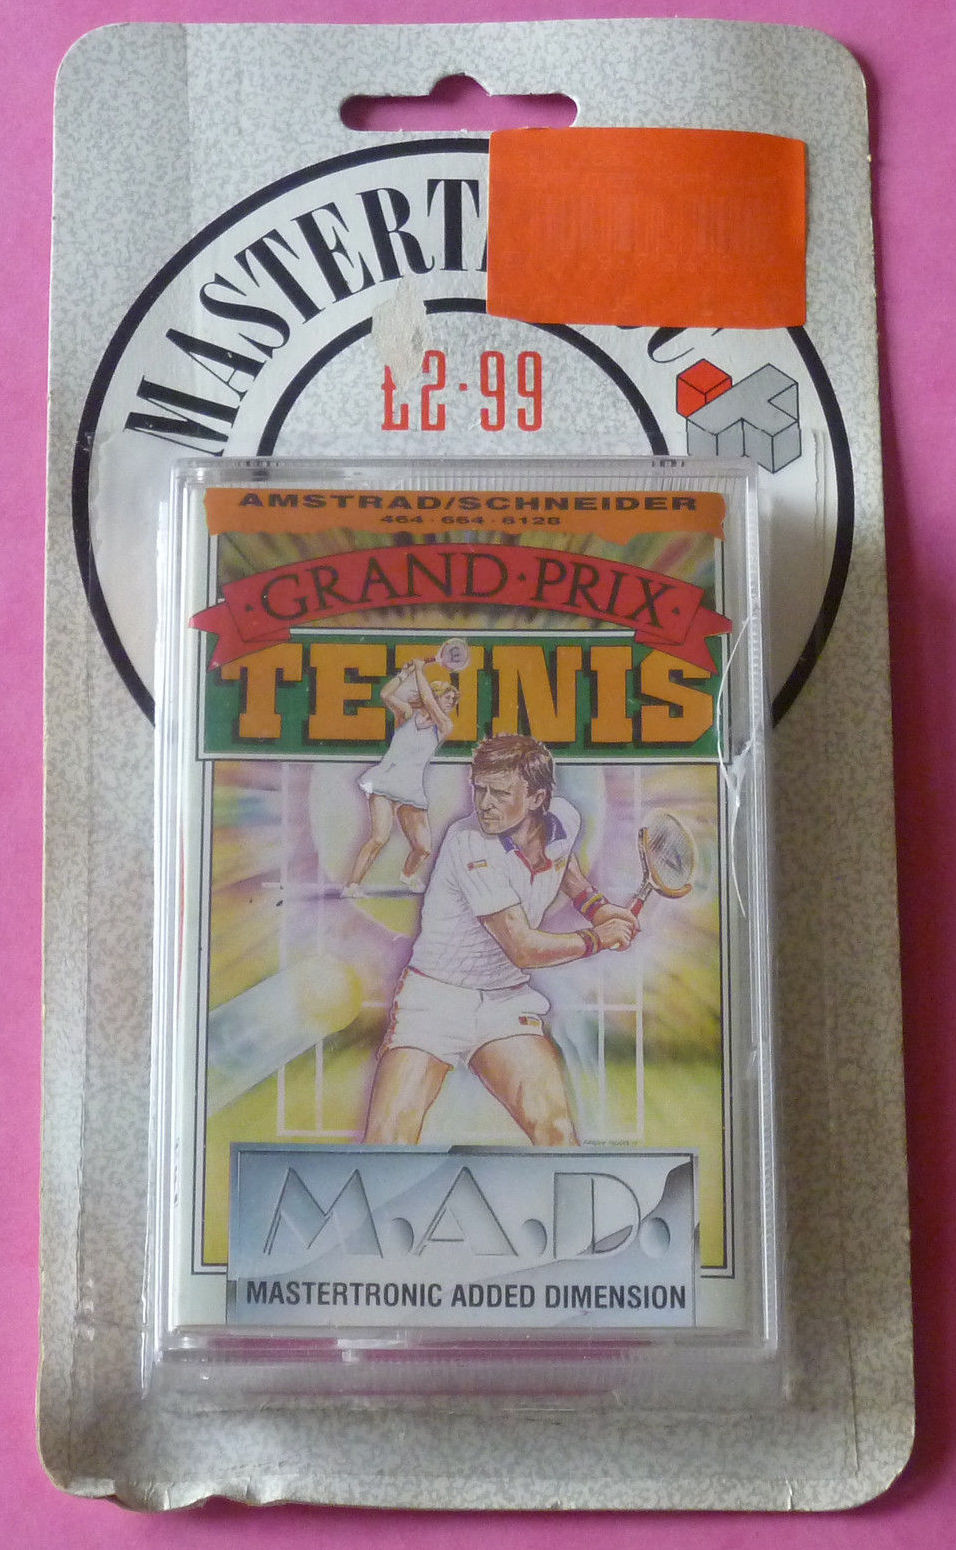 MASTERT
£2·99
AMSTRAD/SCHNEIDER
464·664·6128
·GRAND·PRIX·
TENNIS
E
M.A.D.
MASTERTRONIC ADDED DIMENSION